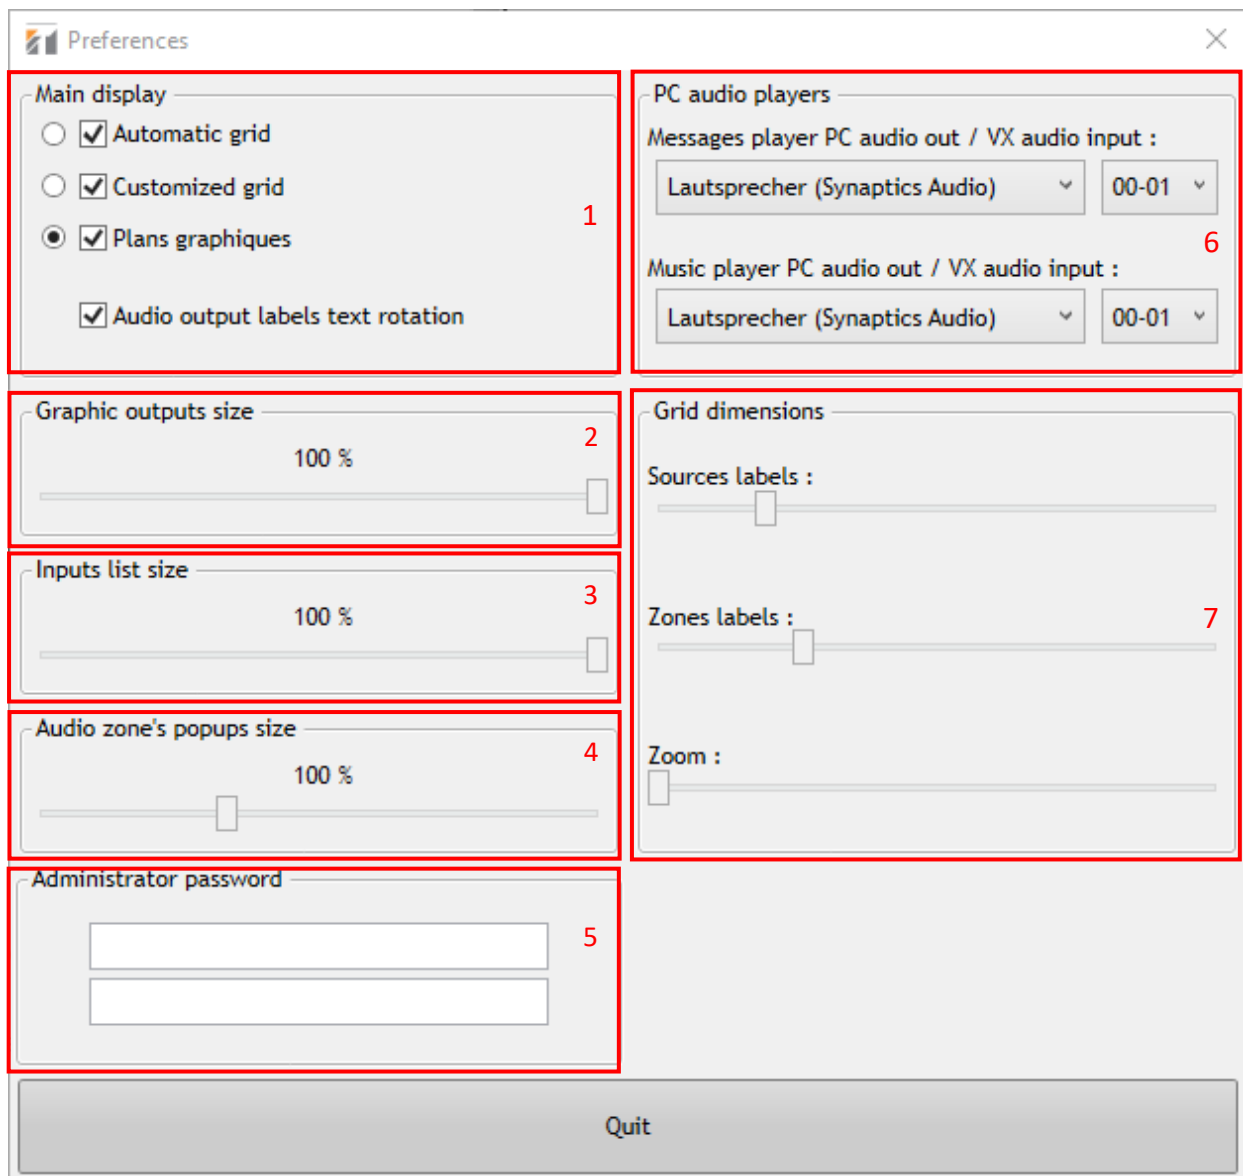 Preferences
Main display
Automatic grid
Customized grid
Plans graphiques
Audio output labels text rotation
1
Graphic outputs size
100 %
2
Inputs list size
100 %
3
Audio zone's popups size
100 %
4
Administrator password
5
PC audio players
Messages player PC audio out / VX audio input :
Lautsprecher (Synaptics Audio) 00-01
6
Music player PC audio out / VX audio input :
Lautsprecher (Synaptics Audio) 00-01
Grid dimensions
Sources labels :
Zones labels :
7
Zoom :
Quit